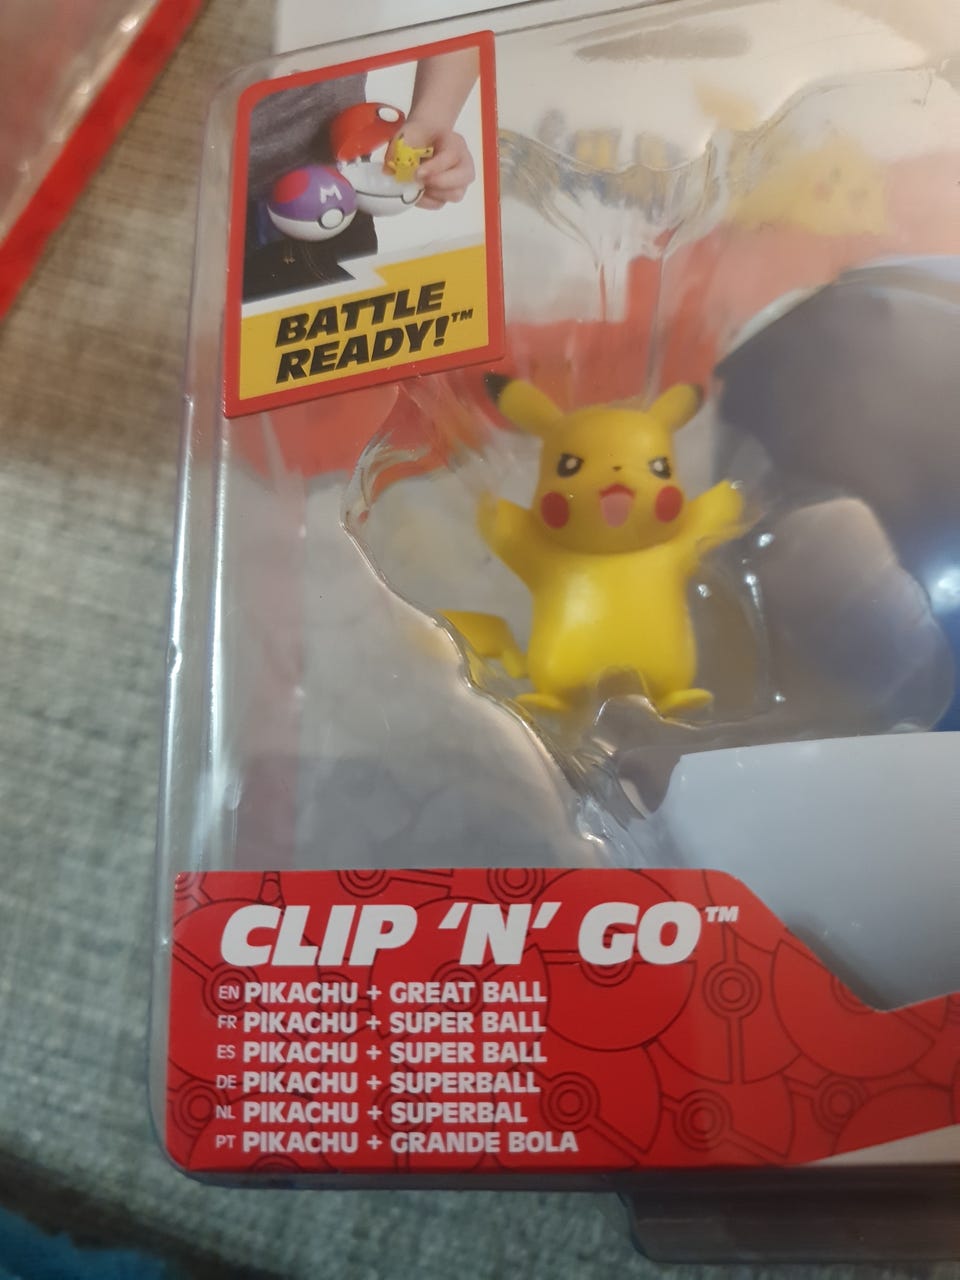 M
BATTLE
READY!™
CLIP 'N' GO™
EN PIKACHU + GREAT BALL
FR PIKACHU + SUPER BALL
ES PIKACHU + SUPER BALL
DE PIKACHU + SUPERBALL
NL PIKACHU + SUPERBAL
PT PIKACHU + GRANDE BOLA